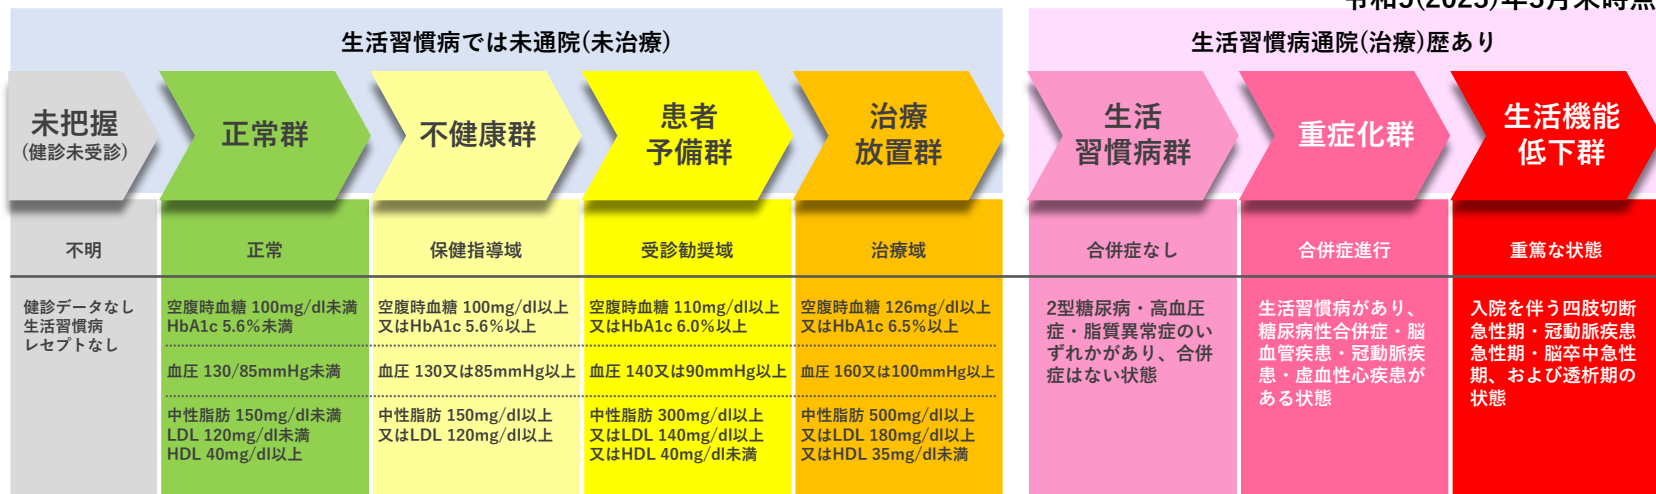 令和5(2023)年3月末時点
生活習慣病では未通院(未治療)
生活習慣病通院(治療)歴あり
未把握
(健診未受診)
正常群
不健康群
患者
予備群
治療
放置群
生活
習慣病群
重症化群
生活機能
低下群
不明
正常
保健指導域
受診勧奨域
治療域
合併症なし
合併症進行
重篤な状態
健診データなし
生活習慣病
レセプトなし
空腹時血糖 100mg/dl未満
HbA1c 5.6%未満
血圧 130/85mmHg未満
中性脂肪 150mg/dl未満
LDL 120mg/dl未満
HDL 40mg/dl以上
空腹時血糖 100mg/dl以上
又はHbA1c 5.6%以上
血圧 130又は85mmHg以上
中性脂肪 150mg/dl以上
又はLDL 120mg/dl以上
空腹時血糖 110mg/dl以上
又はHbA1c 6.0%以上
血圧 140又は90mmHg以上
中性脂肪 300mg/dl以上
又はLDL 140mg/dl以上
又はHDL 40mg/dl未満
空腹時血糖 126mg/dl以上
又はHbA1c 6.5%以上
血圧 160又は100mmHg以上
中性脂肪 500mg/dl以上
又はLDL 180mg/dl以上
又はHDL 35mg/dl未満
2型糖尿病・高血圧
症・脂質異常症のい
ずれかがあり、合併
症はない状態
生活習慣病があり、
糖尿病性合併症・脳
血管疾患・冠動脈疾
患・虚血性心疾患が
ある状態
入院を伴う四肢切断
急性期・冠動脈疾患
急性期・脳卒中急性
期、および透析期の
状態